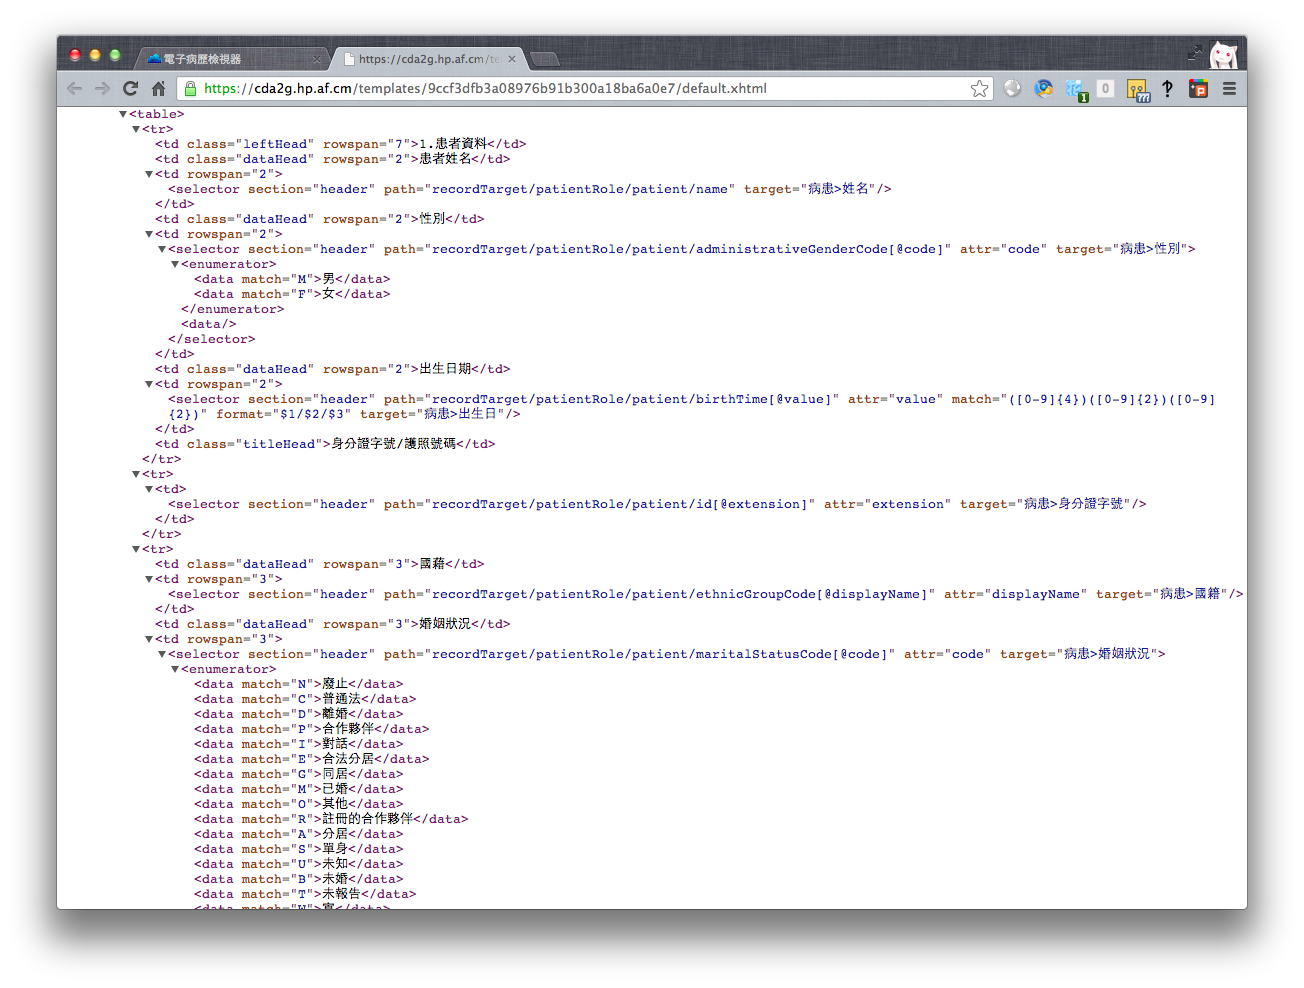 電子病歷檢視器
https://cda2g.hp.af.cm/te
https://cda2g.hp.af.cm/templates/9ccf3dfb3a08976b91b300a18ba6a0e7/default.xhtml
<table>
<tr>
<td class="leftHead" rowspan="7">1.患者資料</td>
<td class="dataHead" rowspan="2">患者姓名</td>
<td rowspan="2">
<selector section="header" path="recordTarget/patientRole/patient/name" target="病患>姓名"/>
</td>
<td class="dataHead" rowspan="2">性別</td>
<td rowspan="2">
<selector section="header" path="recordTarget/patientRole/patient/administrativeGenderCode[@code]" attr="code" target="病患>性別">
<enumerator>
<data match="M">男</data>
<data match="F">女</data>
</enumerator>
<data/>
</selector>
</td>
<td class="dataHead" rowspan="2">出生日期</td>
<td rowspan="2">
<selector section="header" path="recordTarget/patientRole/patient/birthTime[@value]" attr="value" match="([0-9]{4})([0-9]{2})([0-9]
{2})" format="$1/$2/$3" target="病患>出生日"/>
</td>
<td class="titleHead">身分證字號/護照號碼</td>
</tr>
<tr>
<td>
<selector section="header" path="recordTarget/patientRole/id[@extension]" attr="extension" target="病患>身分證字號"/>
</td>
</tr>
<tr>
<td class="dataHead" rowspan="3">國藉</td>
<td rowspan="3">
<selector section="header" path="recordTarget/patientRole/patient/ethnicGroupCode[@displayName]" attr="displayName" target="病患>國籍"/>
</td>
<td class="dataHead" rowspan="3">婚姻狀況</td>
<td rowspan="3">
<selector section="header" path="recordTarget/patientRole/patient/maritalStatusCode[@code]" attr="code" target="病患>婚姻狀況">
<enumerator>
<data match="N">廢止</data>
<data match="C">普通法</data>
<data match="D">離婚</data>
<data match="P">合作夥伴</data>
<data match="I">對話</data>
<data match="E">合法分居</data>
<data match="G">同居</data>
<data match="M">已婚</data>
<data match="O">其他</data>
<data match="R">註冊的合作夥伴</data>
<data match="A">分居</data>
<data match="S">單身</data>
<data match="U">未知</data>
<data match="B">未婚</data>
<data match="T">未報告</data>